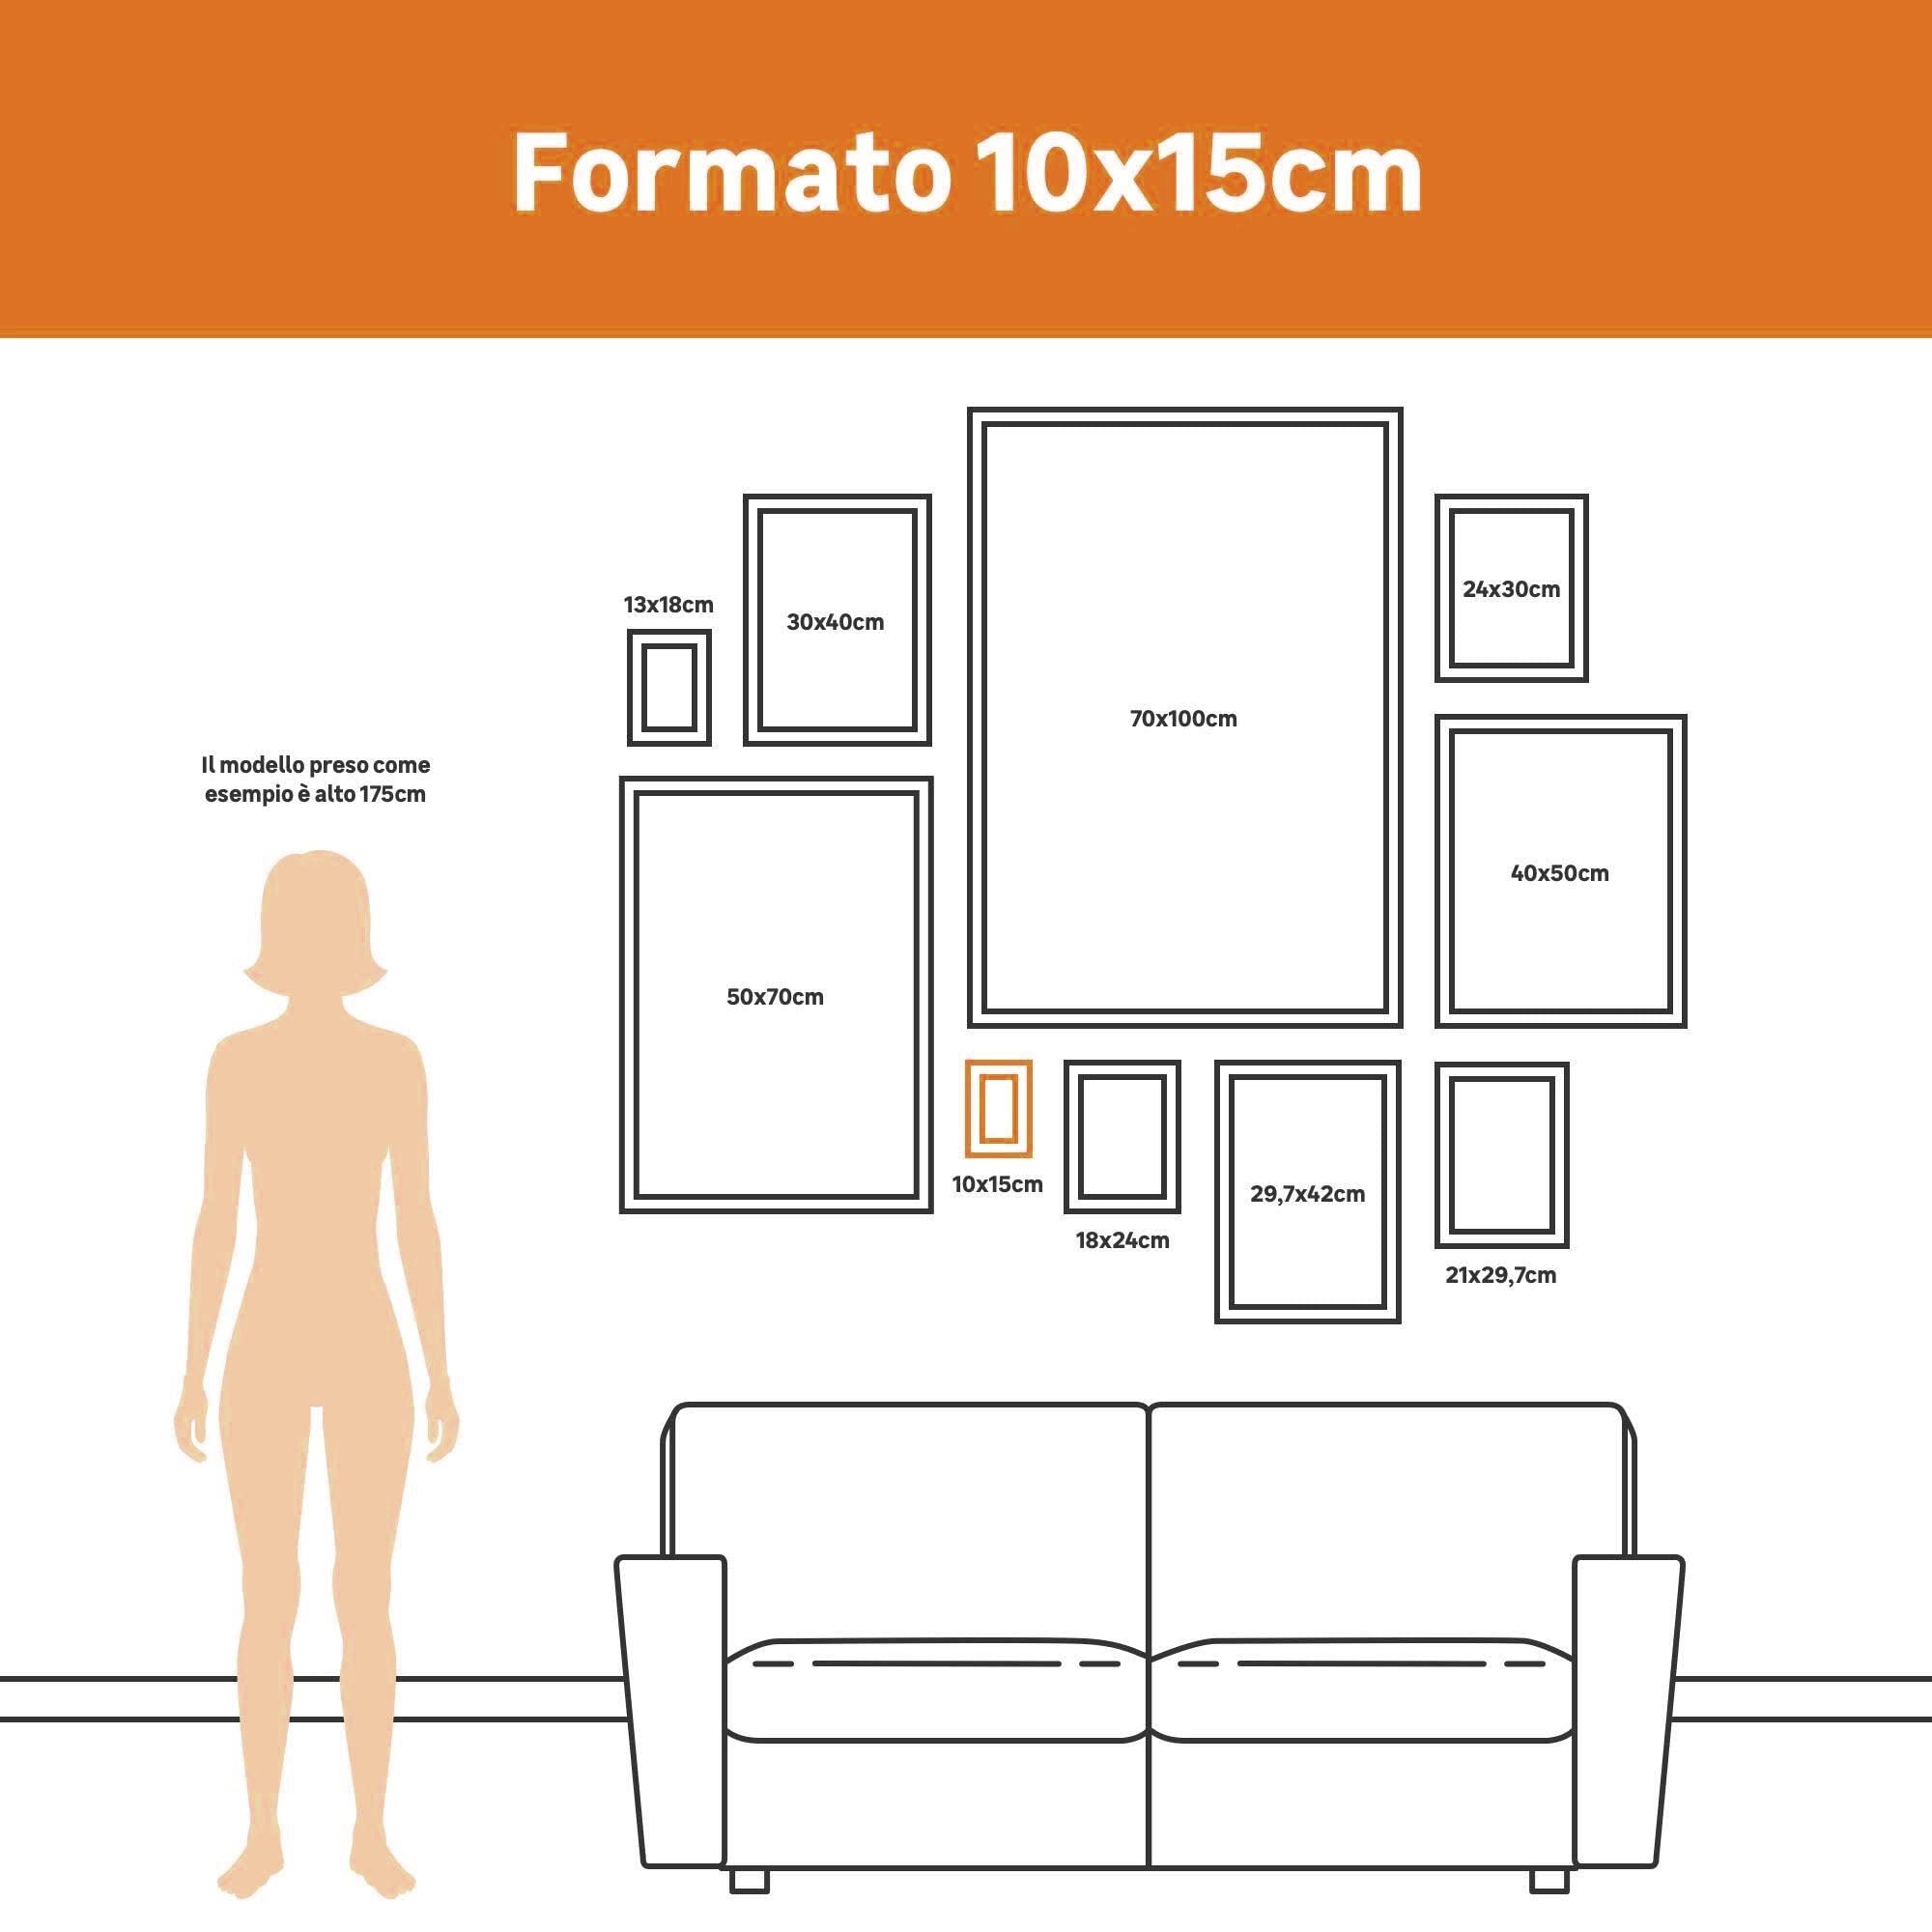 Formato 10x15cm
13x18cm
30x40cm
70x100cm
24x30cm
Il modello preso come
esempio è alto 175cm
50x70cm
40x50cm
10x15cm
18x24cm
29,7x42cm
21x29,7cm